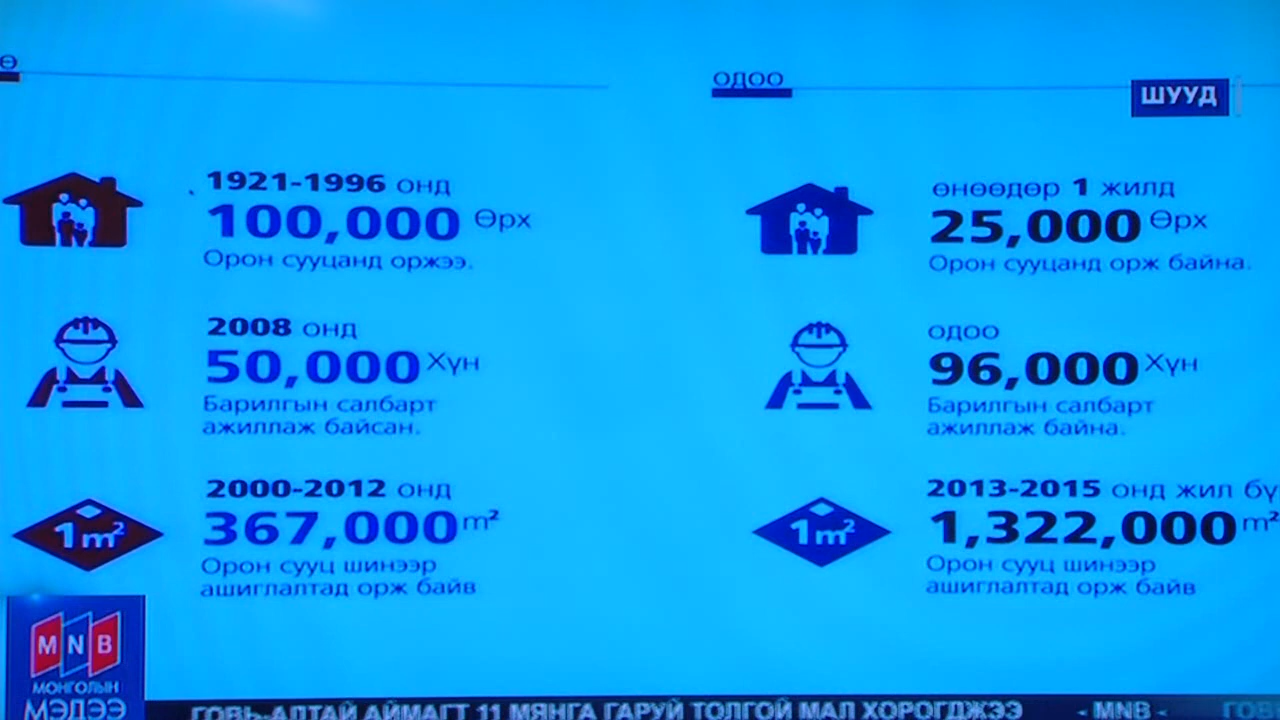 ОДОО
ШУУД
1921-1996 онд
100,000 Өрх
Орон сууцанд оржээ.
2008 онд
50,000 Хүн
Барилгын салбарт
ажиллаж байсан.
1m²
2000-2012 онд
367,000 m²
Орон сууц шинээр
ашиглалтад орж байв
өнөөдөр 1 жилд
25,000 Өрх
Орон сууцанд орж байна.
одоо
96,000 Хүн
Барилгын салбарт
ажиллаж байна.
1m²
2013-2015 онд жил бү
1,322,000 m²
Орон сууц шинээр
ашиглалтад орж байв
MNB
МОНГОЛЫН
МЭДЭЭ
ГОВЬ-АЛТАЙ АЙМАГТ 11 МЯНГА ГАРУЙ ТОЛГОЙ МАЛ ХОРОГДЖЭЭ - MNB - ГОВ